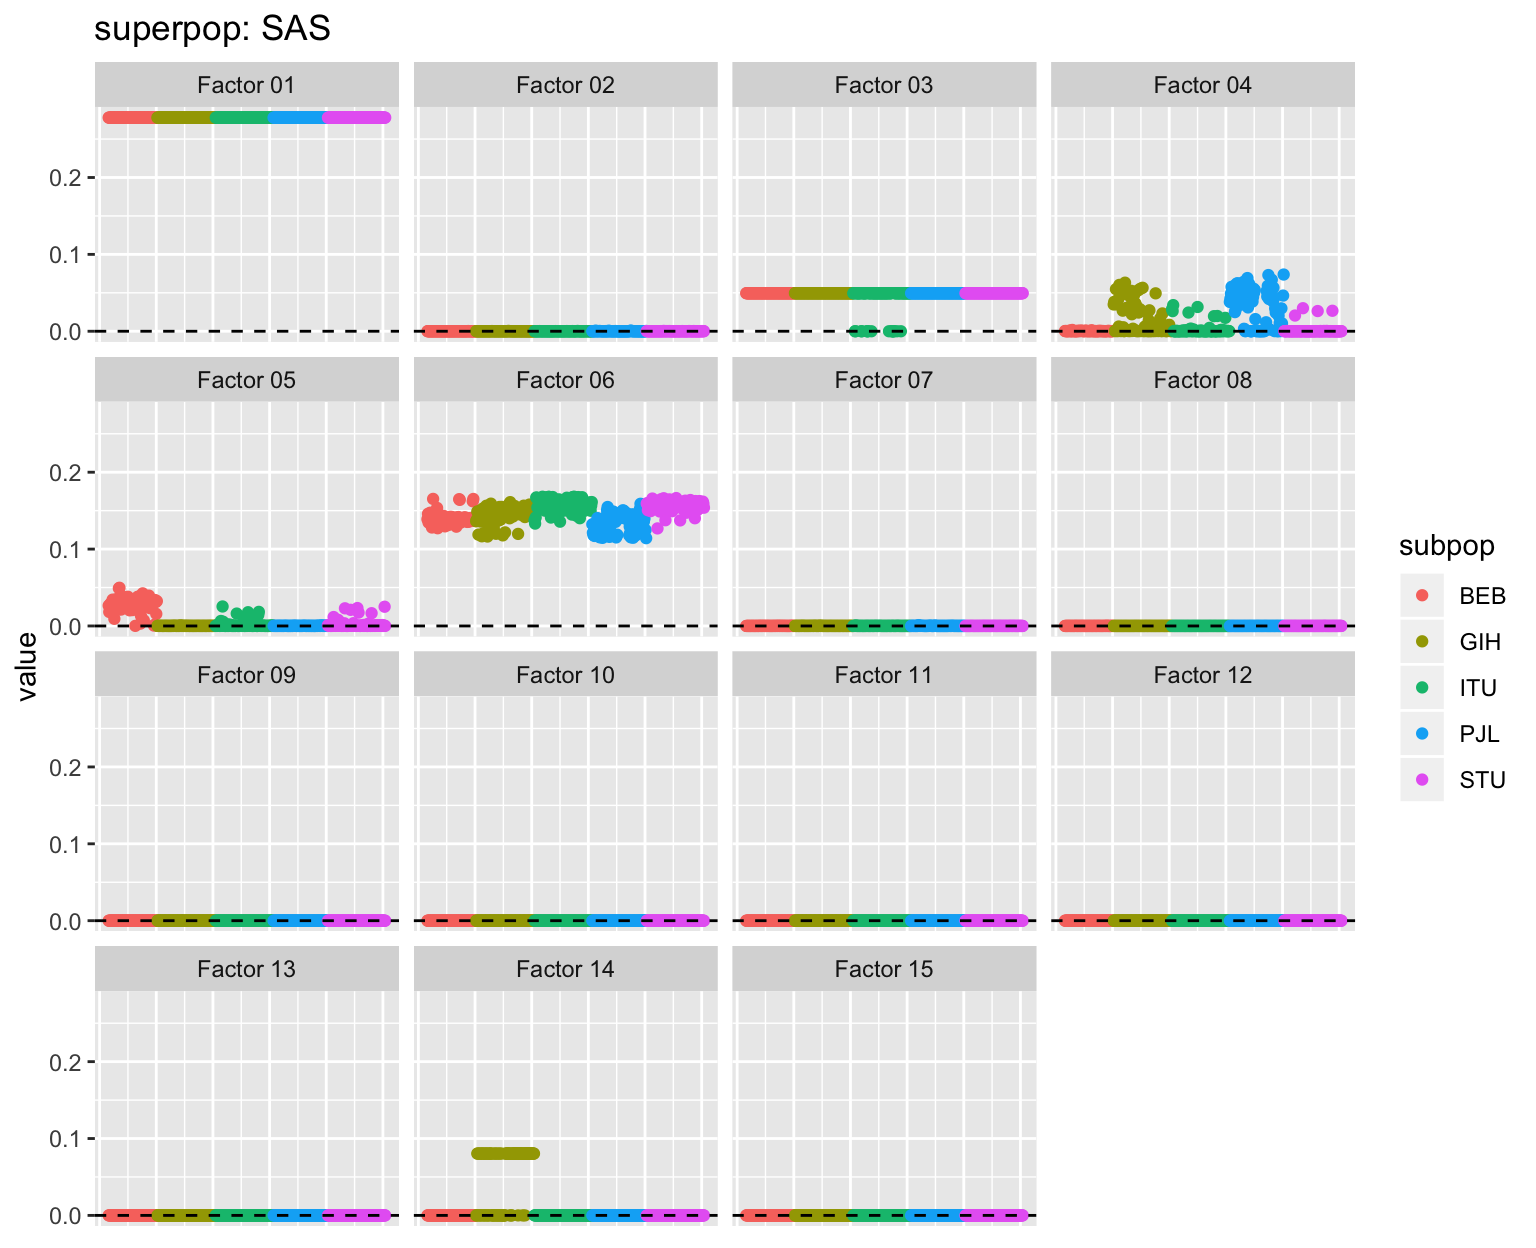 superpop: SAS
Factor 01 Factor 02 Factor 03 Factor 04
0.2
0.1
0.0
Factor 05 Factor 06 Factor 07 Factor 08
0.2
0.1
0.0
Factor 09 Factor 10 Factor 11 Factor 12
0.2
0.1
0.0
Factor 13 Factor 14 Factor 15
0.2
0.1
0.0
value
subpop
BEB
GIH
ITU
PJL
STU